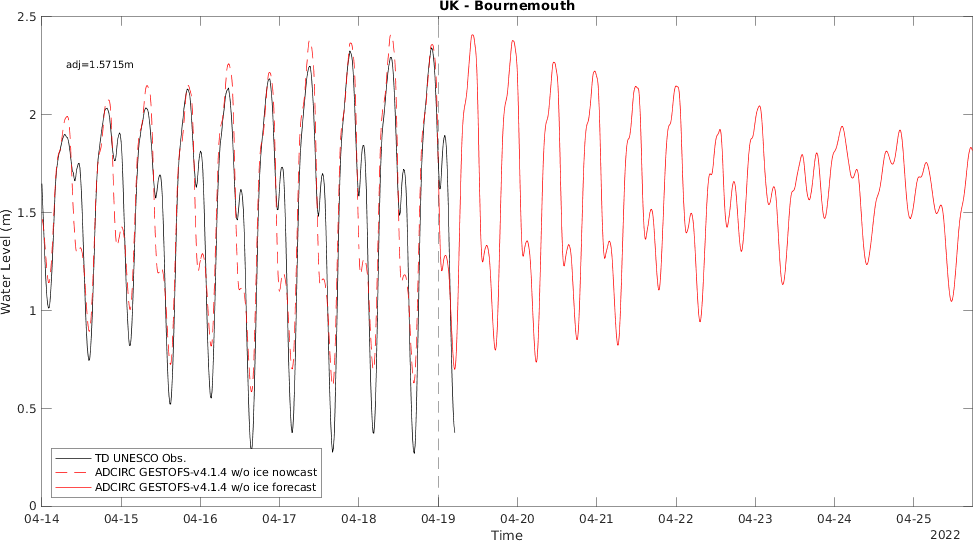 UK - Bournemouth
2.5
adj=1.5715m
2
1.5
Water Level (m)
1
0.5
TD UNESCO Obs.
ADCIRC GESTOFS-v4.1.4 w/o ice nowcast
ADCIRC GESTOFS-v4.1.4 w/o ice forecast
0
04-14 04-15 04-16 04-17 04-18 04-19 04-20 04-21 04-22 04-23 04-24 04-25
Time
2022